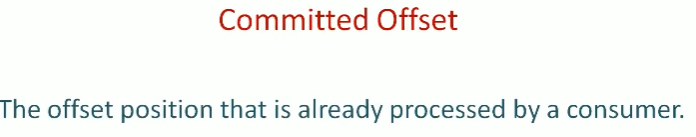 Committed Offset
The offset position that is already processed by a consumer.